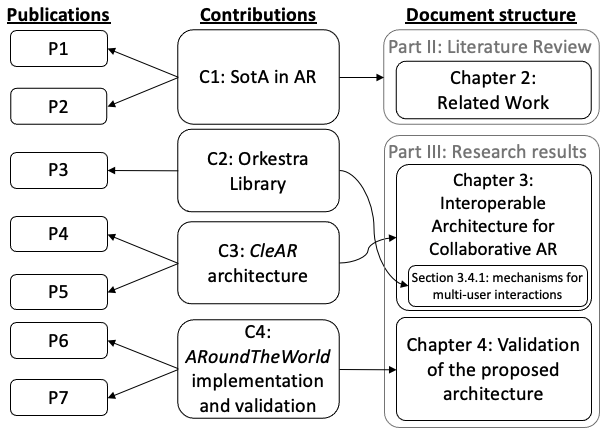 Publications
Contributions
Document structure
P1
P2
P3
P4
P5
P6
P7
C1: SotA in AR
C2: Orkestra
Library
C3: CleAR
architecture
C4:
ARoundTheWorld
implementation
and validation
Part II: Literature Review
Chapter 2:
Related Work
Part III: Research results
Chapter 3:
Interoperable
Architecture for
Collaborative AR
Section 3.4.1: mechanisms for
multi-user interactions
Chapter 4: Validation
of the proposed
architecture